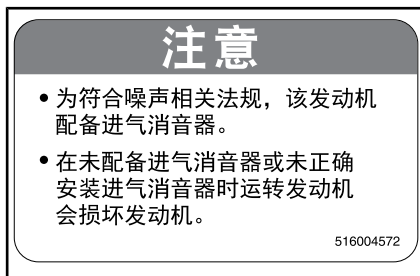 注意
• 为符合噪声相关法规，该发动机
配备进气消音器。
• 在未配备进气消音器或未正确
安装进气消音器时运转发动机
会损坏发动机。
516004572